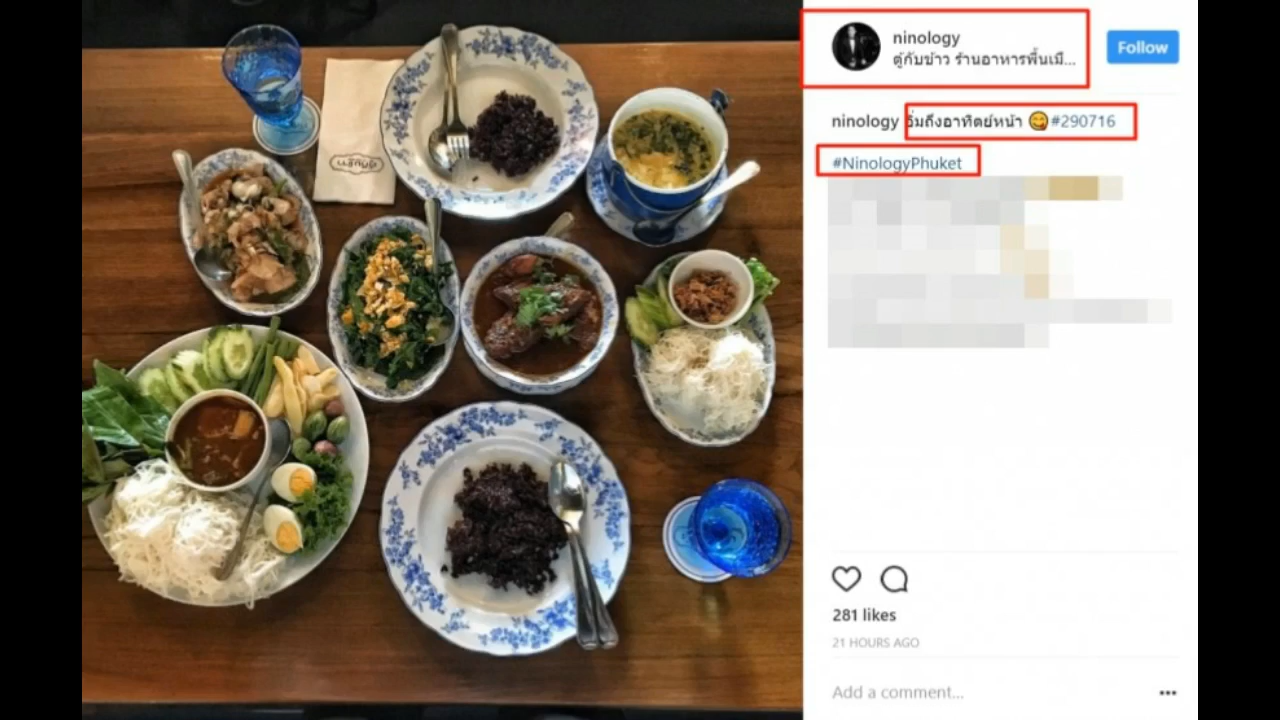 ninology
ตู้กับข้าว ร้านอาหารพื้นเมื...
Follow
ninology อิ่มถึงอาทิตย์หน้า 😋 #290716
#NinologyPhuket
281 likes
21 HOURS AGO
Add a comment...